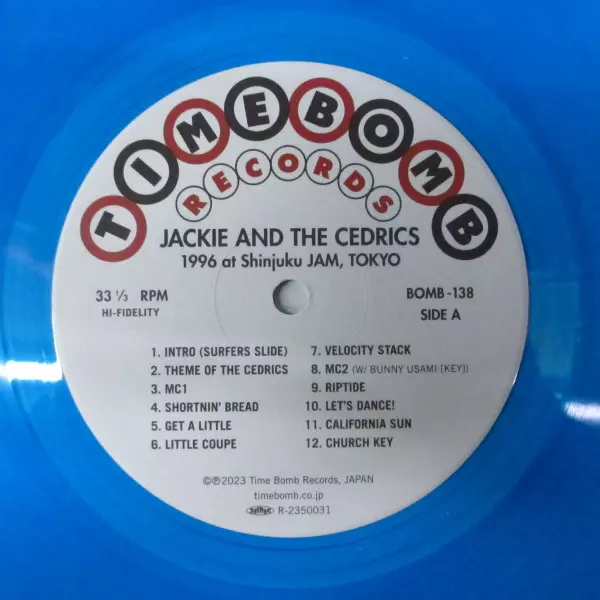 TIMEBOMB
RECORDS
JACKIE AND THE CEDRICS
1996 at Shinjuku JAM, TOKYO
33 ⅓ RPM
HI-FIDELITY
BOMB-138
SIDE A
1. INTRO (SURFERS SLIDE)
2. THEME OF THE CEDRICS
3. MC1
4. SHORTNIN' BREAD
5. GET A LITTLE
6. LITTLE COUPE
7. VELOCITY STACK
8. MC2 (W/ BUNNY USAMI [KEY])
9. RIPTIDE
10. LET'S DANCE!
11. CALIFORNIA SUN
12. CHURCH KEY
©℗2023 Time Bomb Records, JAPAN
timebomb.co.jp
R-2350031